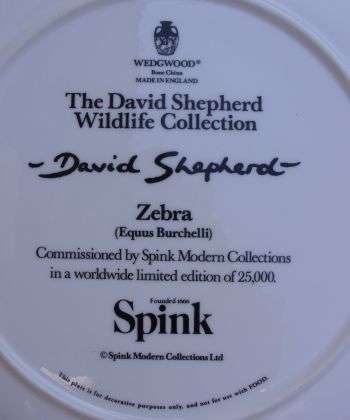 WEDGWOOD®
Bone China
MADE IN ENGLAND
The David Shepherd
Wildlife Collection
- David Shepherd -
Zebra
(Equus Burchelli)
Commissioned by Spink Modern Collections
in a worldwide limited edition of 25,000.
Founded 1666
Spink
© Spink Modern Collections Ltd
This plate is for decorative purposes only, and not for use with FOOD.